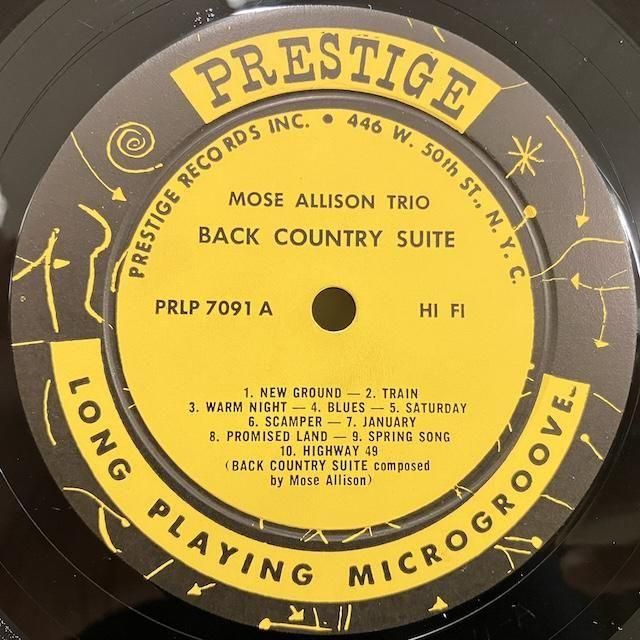 PRESTIGE
PRESTIGE RECORDS INC. • 446 W. 50th ST., N. Y. C.
MOSE ALLISON TRIO
BACK COUNTRY SUITE
PRLP 7091 A HI FI
1. NEW GROUND — 2. TRAIN
3. WARM NIGHT — 4. BLUES — 5. SATURDAY
6. SCAMPER — 7. JANUARY
8. PROMISED LAND — 9. SPRING SONG
10. HIGHWAY 49
(BACK COUNTRY SUITE composed
by Mose Allison)
LONG PLAYING MICROGROOVE